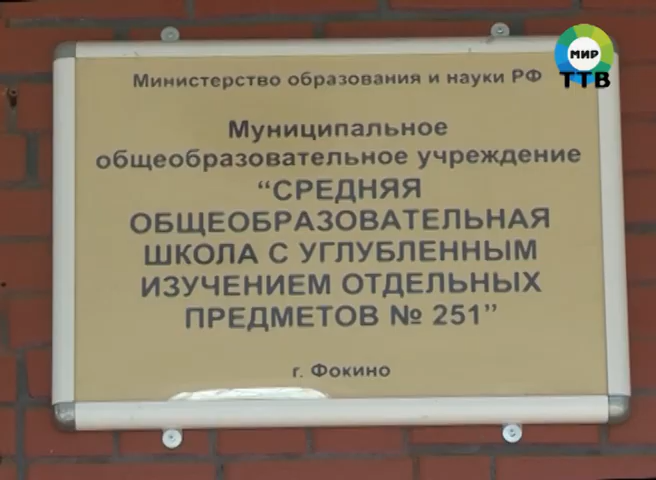 МИР
ТТВ
Министерство образования и науки РФ
Муниципальное
общеобразовательное учреждение
“СРЕДНЯЯ
ОБЩЕОБРАЗОВАТЕЛЬНАЯ
ШКОЛА С УГЛУБЛЕННЫМ
ИЗУЧЕНИЕМ ОТДЕЛЬНЫХ
ПРЕДМЕТОВ № 251”
г. Фокино